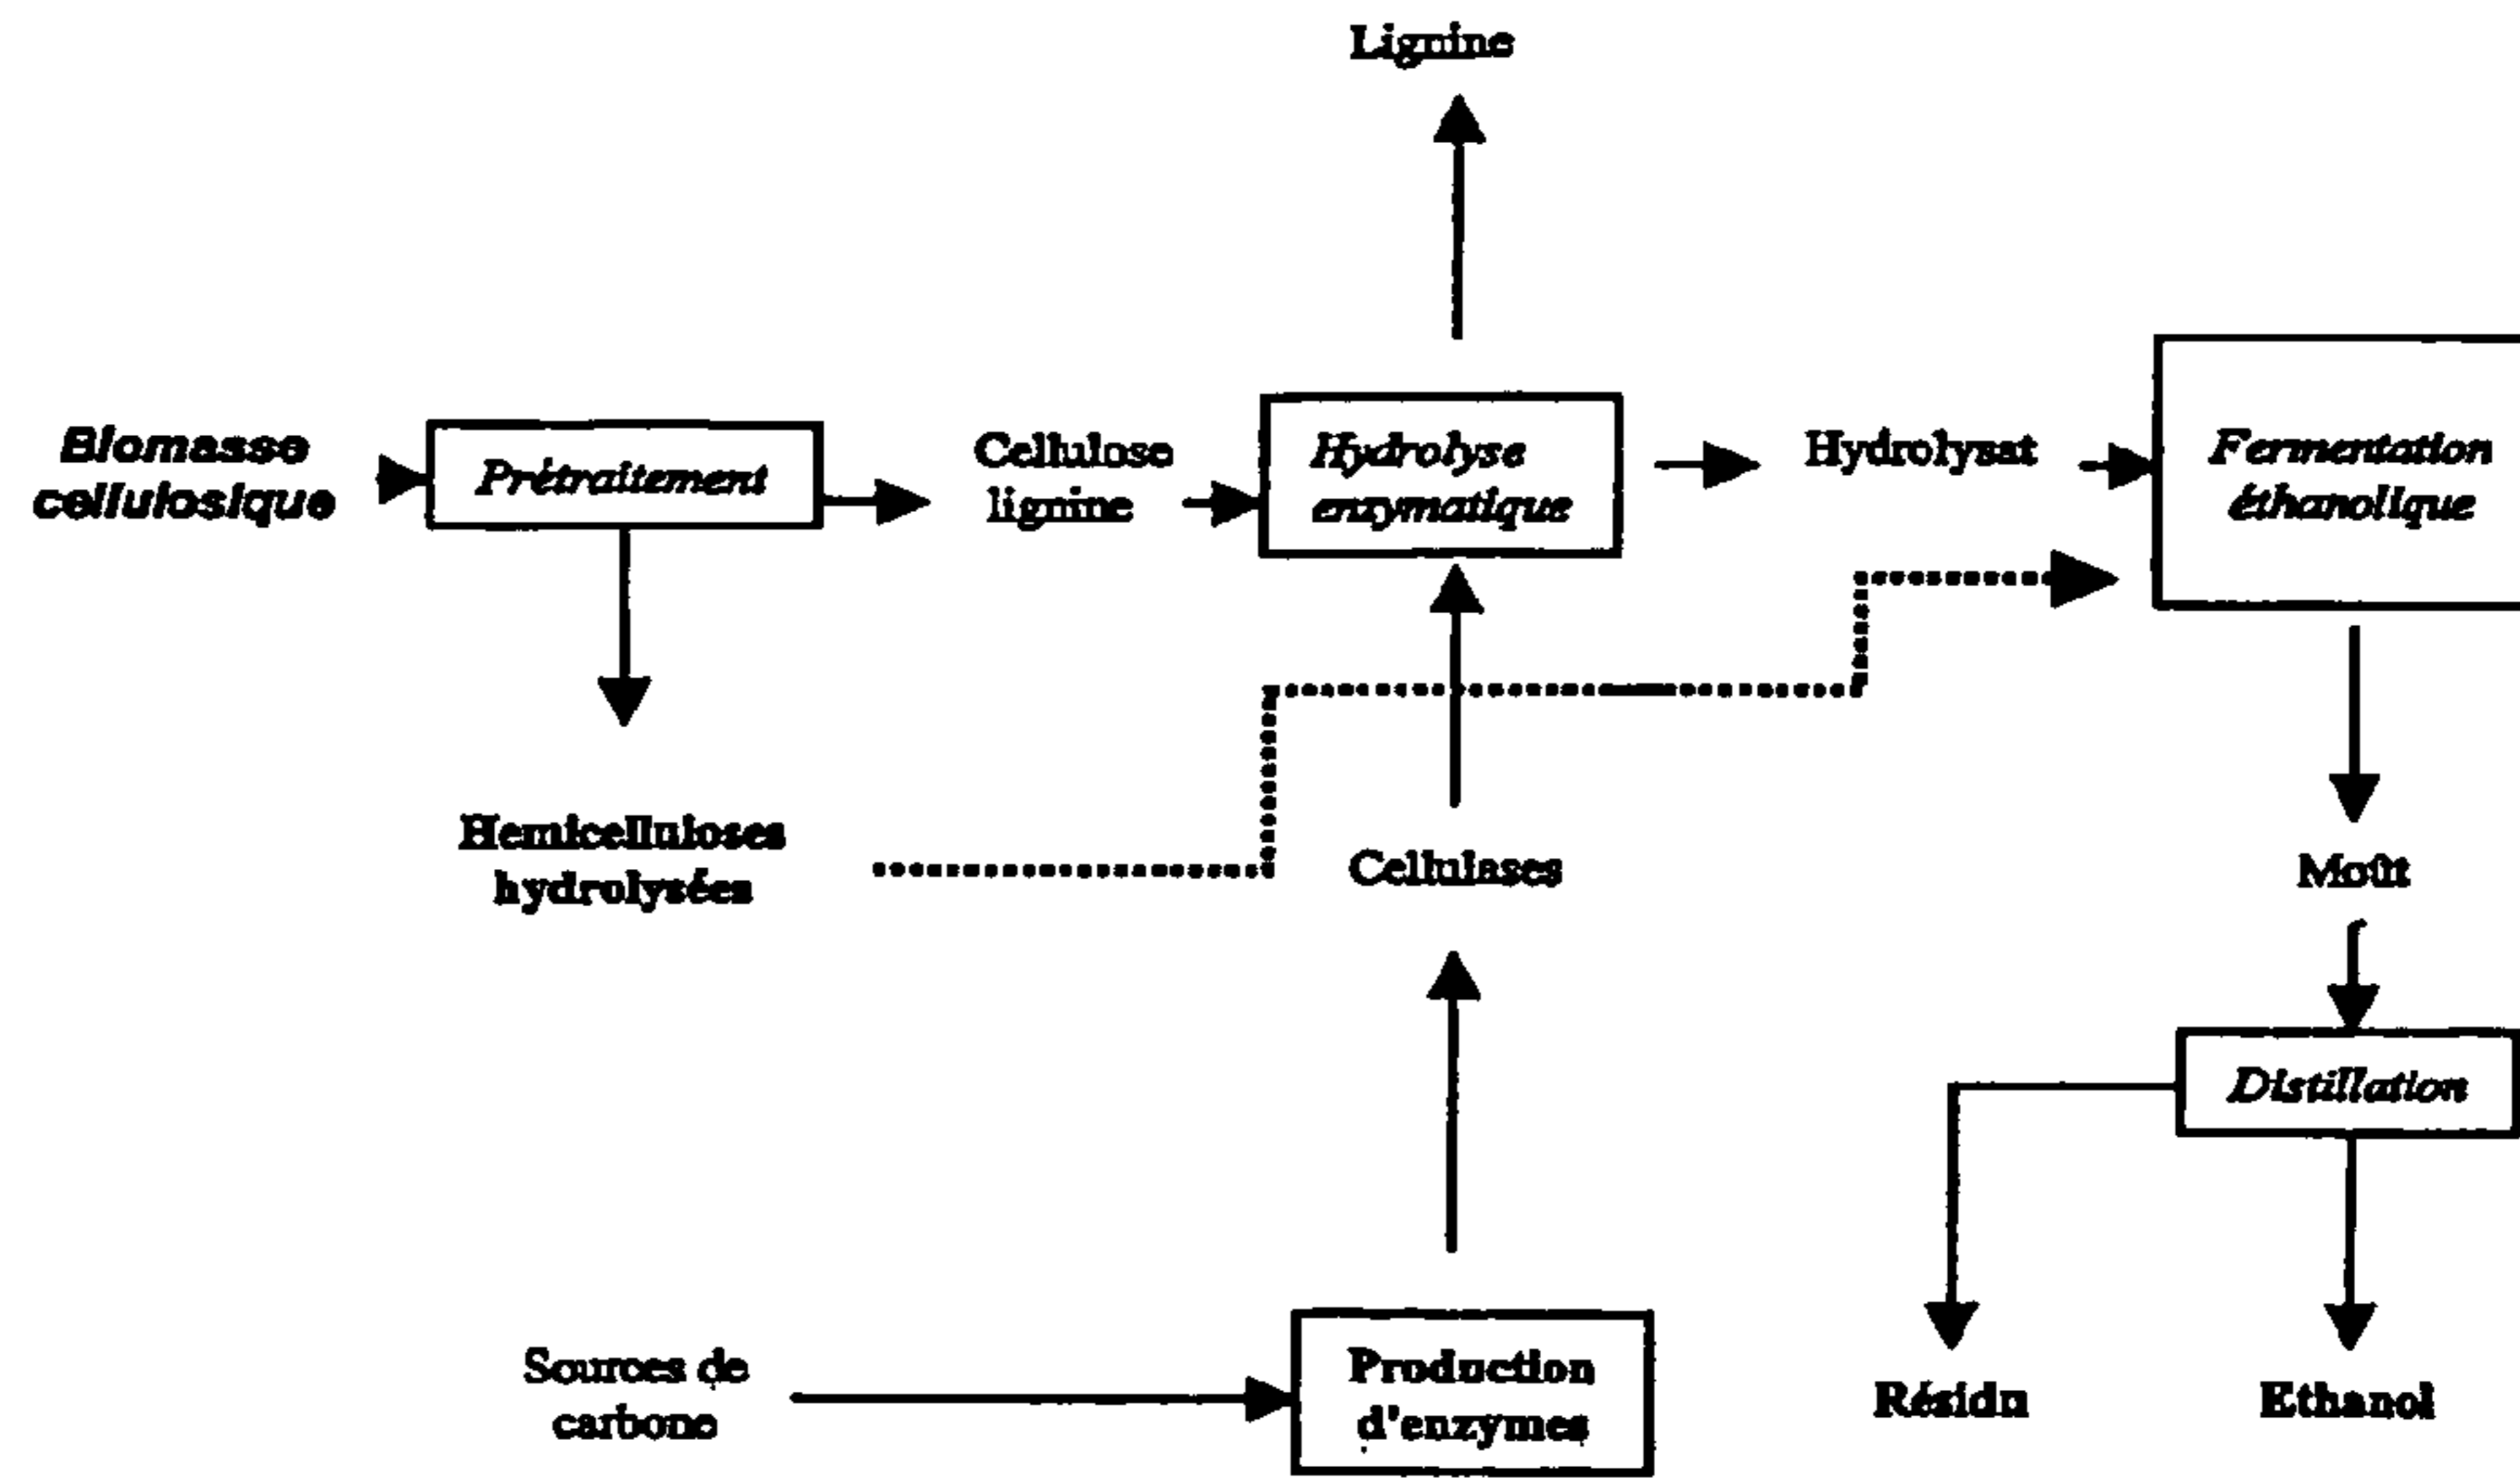 Lignine
Biomasse
cellulosique
Prétraitement
Cellulose
lignine
Hydrolyse
enzymatique
Hydrolysat
Fermentation
éthanolique
Hemicelluloses
hydrolysées
Cellulases
Moût
Distillation
Sources de
carbone
Production
d'enzymes
Résidu
Ethanol